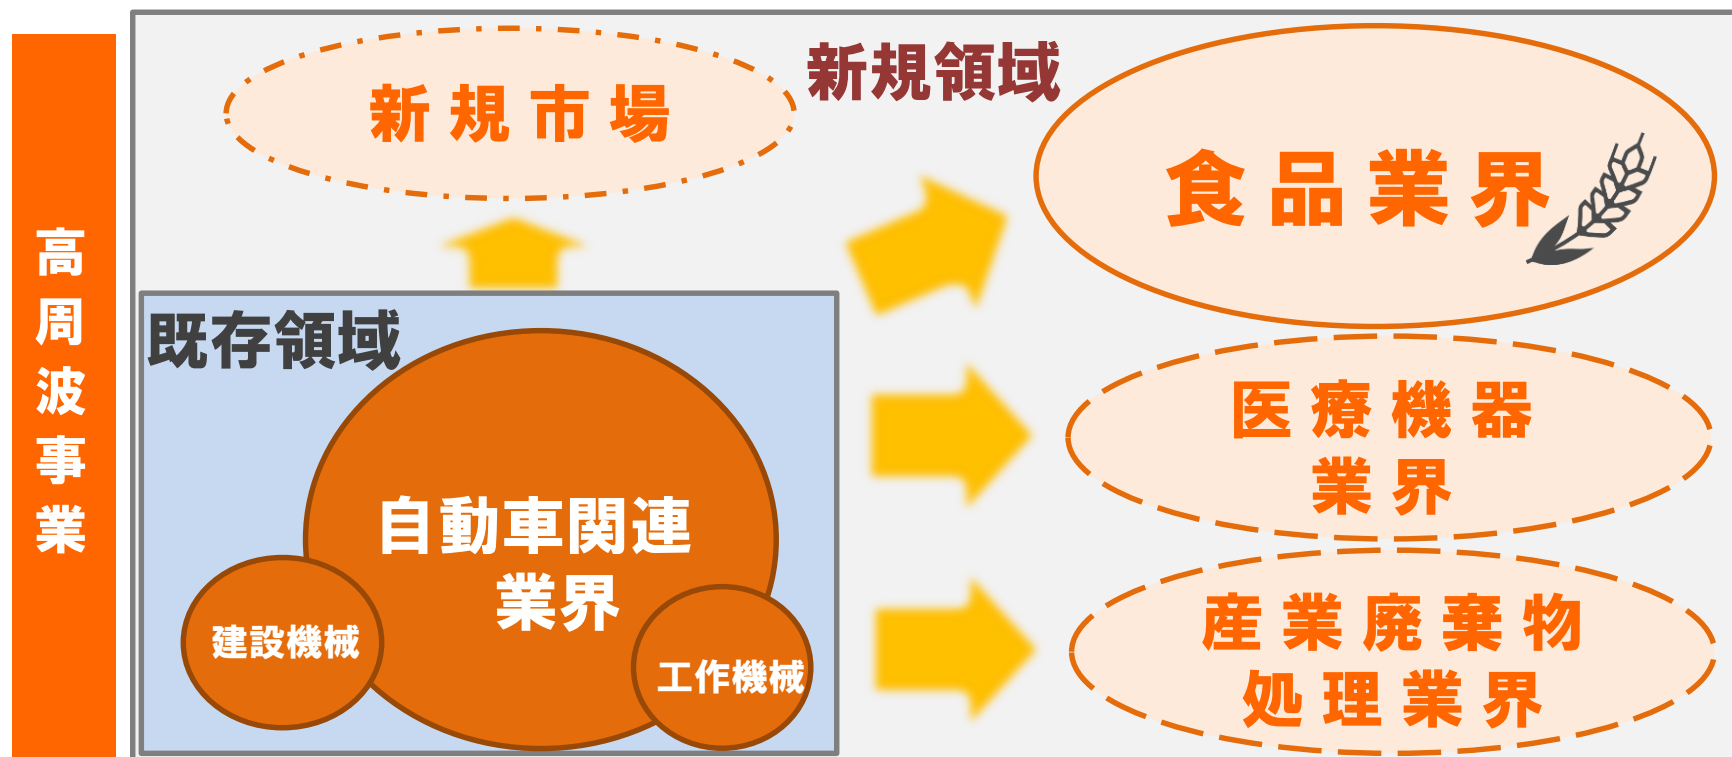 高周波事業
新規市場
新規領域
食品業界
既存領域
自動車関連
業界
建設機械
工作機械
医療機器
業界
産業廃棄物
処理業界